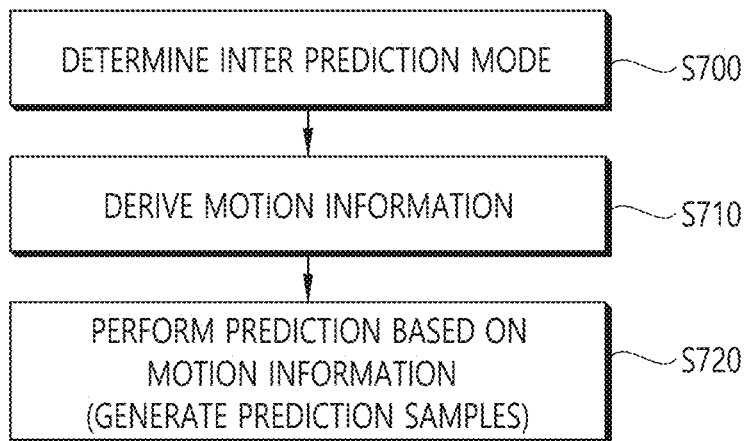 DETERMINE INTER PREDICTION MODE
S700
DERIVE MOTION INFORMATION
S710
PERFORM PREDICTION BASED ON
MOTION INFORMATION
(GENERATE PREDICTION SAMPLES)
S720